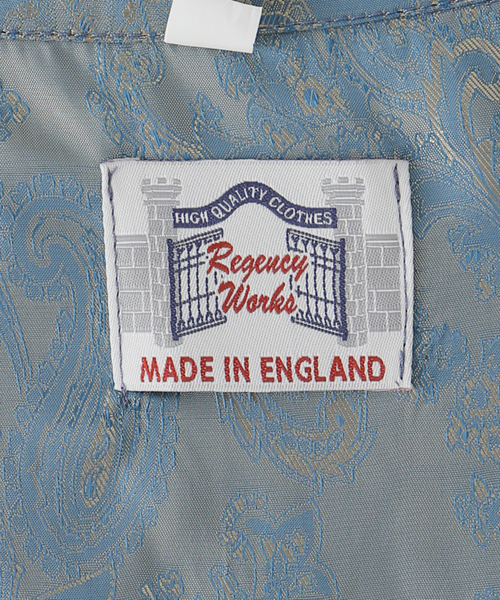 HIGH QUALITY CLOTHES
Regency
Works
MADE IN ENGLAND